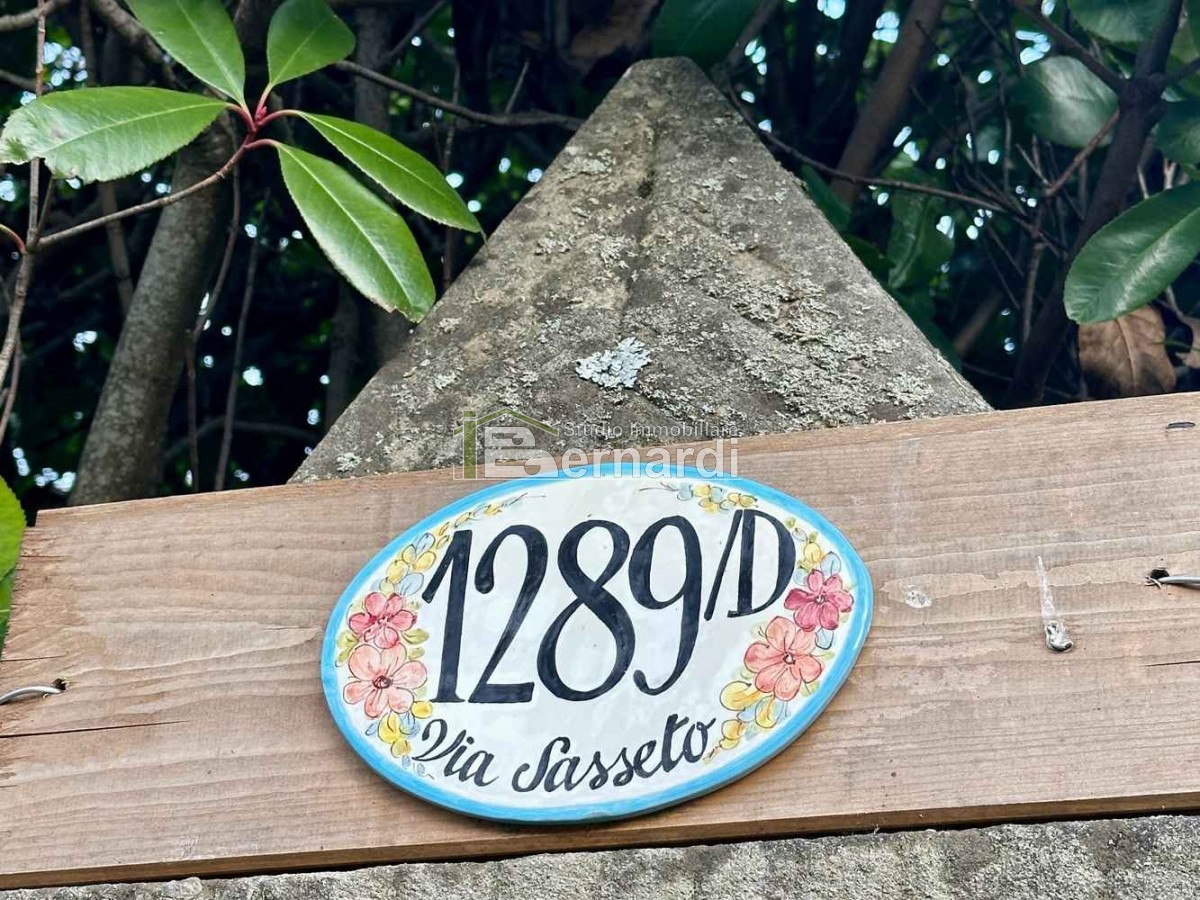 Studio Immobiliare
Bernardi
1289/D
Via Sasseto